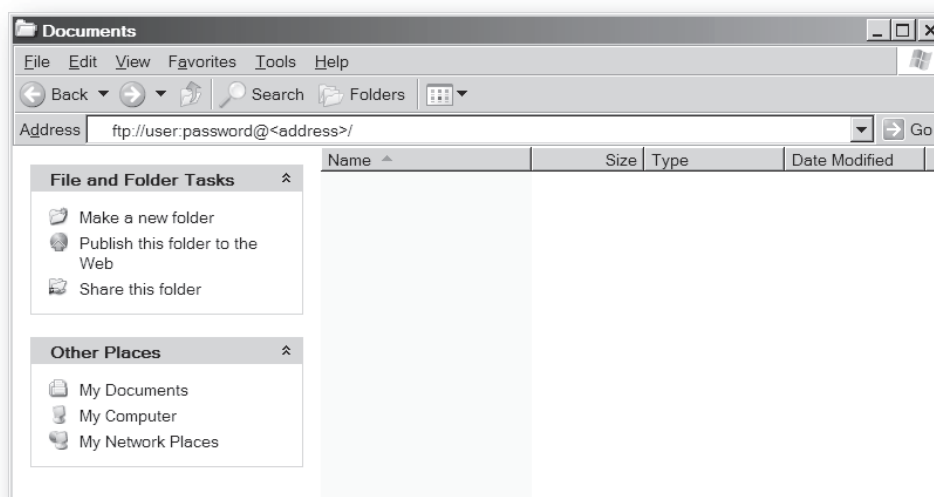 Documents
File Edit View Favorites Tools Help
Back Search Folders
Address ftp://user:password@<address>/ Go
Name Size Type Date Modified
File and Folder Tasks
Make a new folder
Publish this folder to the
Web
Share this folder
Other Places
My Documents
My Computer
My Network Places